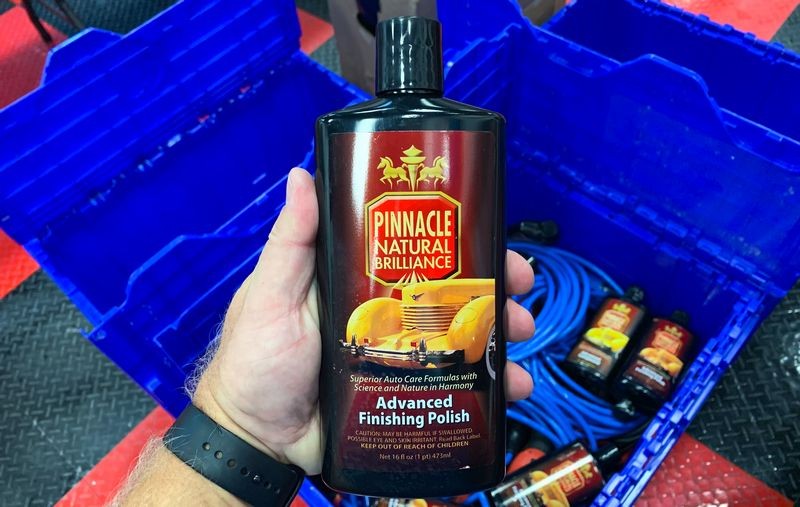 PINNACLE
NATURAL
BRILLIANCE
Superior Auto Care Formulas with
Science and Nature in Harmony
Advanced
Finishing Polish
CAUTION: MAY BE HARMFUL IF SWALLOWED.
POSSIBLE EYE AND SKIN IRRITANT. Read Back Label.
KEEP OUT OF REACH OF CHILDREN
Net 16 fl oz (1 pt) 473ml